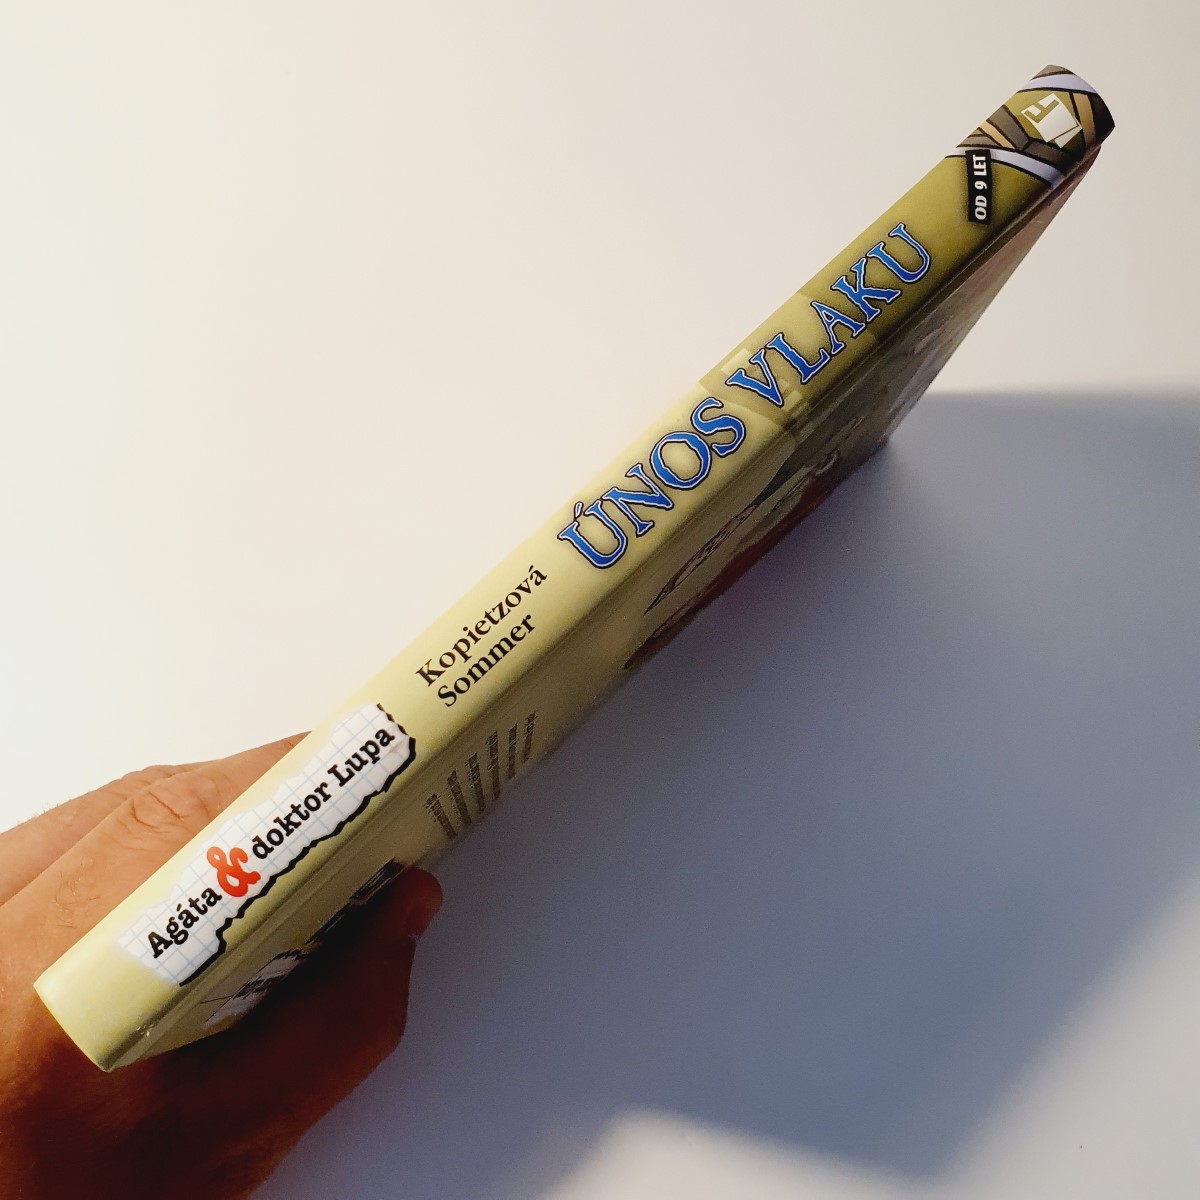 Agáta & doktor Lupa
Kopietzová
Sommer
ÚNOS VLAKU
OD 9 LET